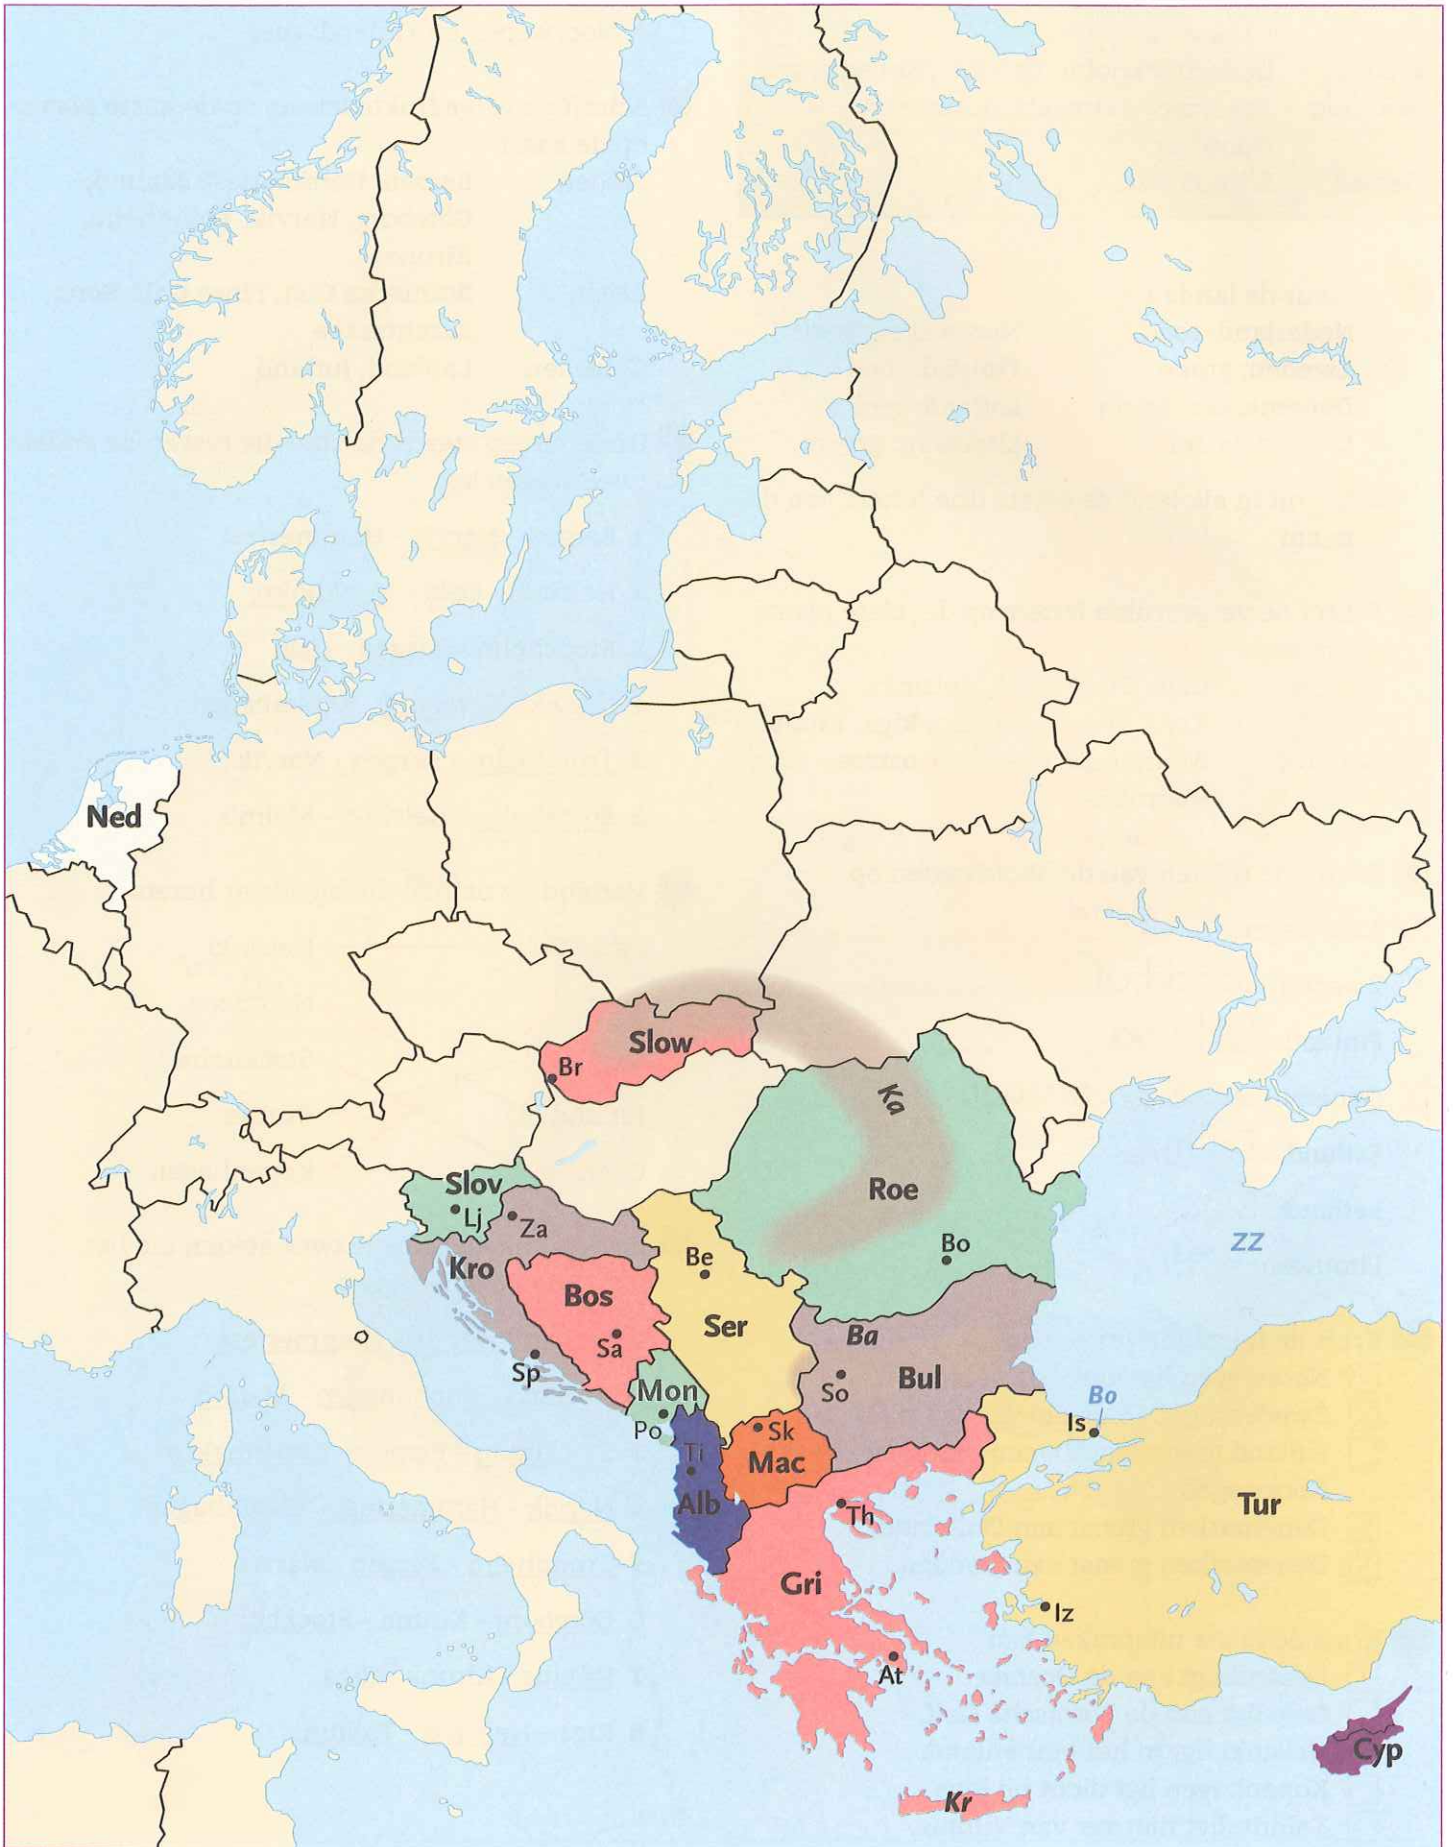 Ned
Slow
Br
Ka
Slov
Lj
Za
Roe
Kro
Be
Bo
ZZ
Bos
Ser
Sa
Ba
Sp
So
Bul
Mon
Po
Bo
Is
Sk
Ti
Mac
Alb
Th
Tur
Gri
Iz
At
Cyp
Kr